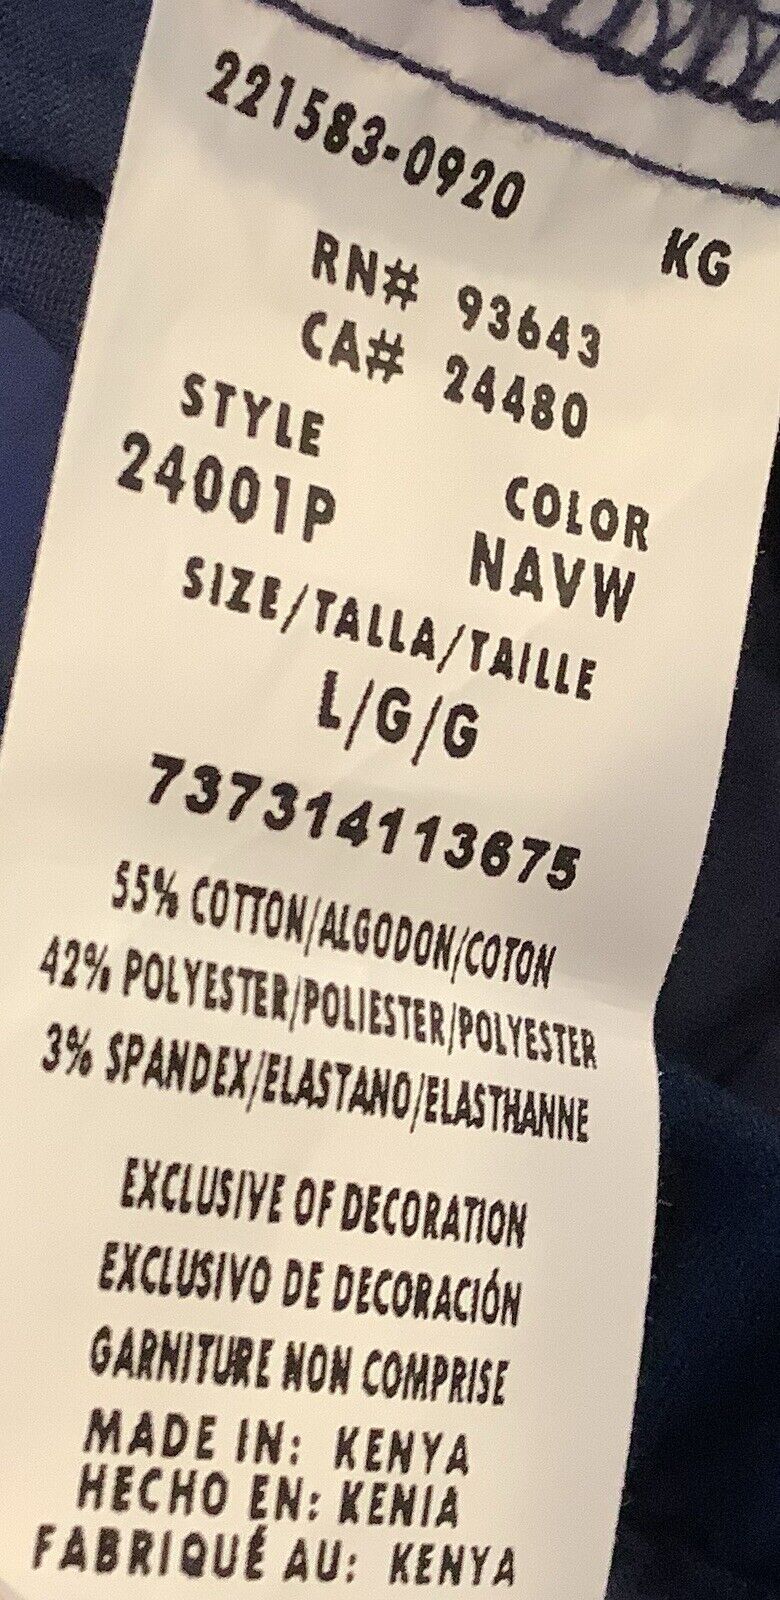 221583-0920
KG
RN# 93643
CA# 24480
STYLE COLOR
24001P NAVW
SIZE/TALLA/TAILLE
L/G/G
737314113675
55% COTTON/ALGODON/COTON
42% POLYESTER/POLIESTER/POLYESTER
3% SPANDEX/ELASTANO/ELASTHANNE
EXCLUSIVE OF DECORATION
EXCLUSIVO DE DECORACIÓN
GARNITURE NON COMPRISE
MADE IN: KENYA
HECHO EN: KENIA
FABRIQUÉ AU: KENYA